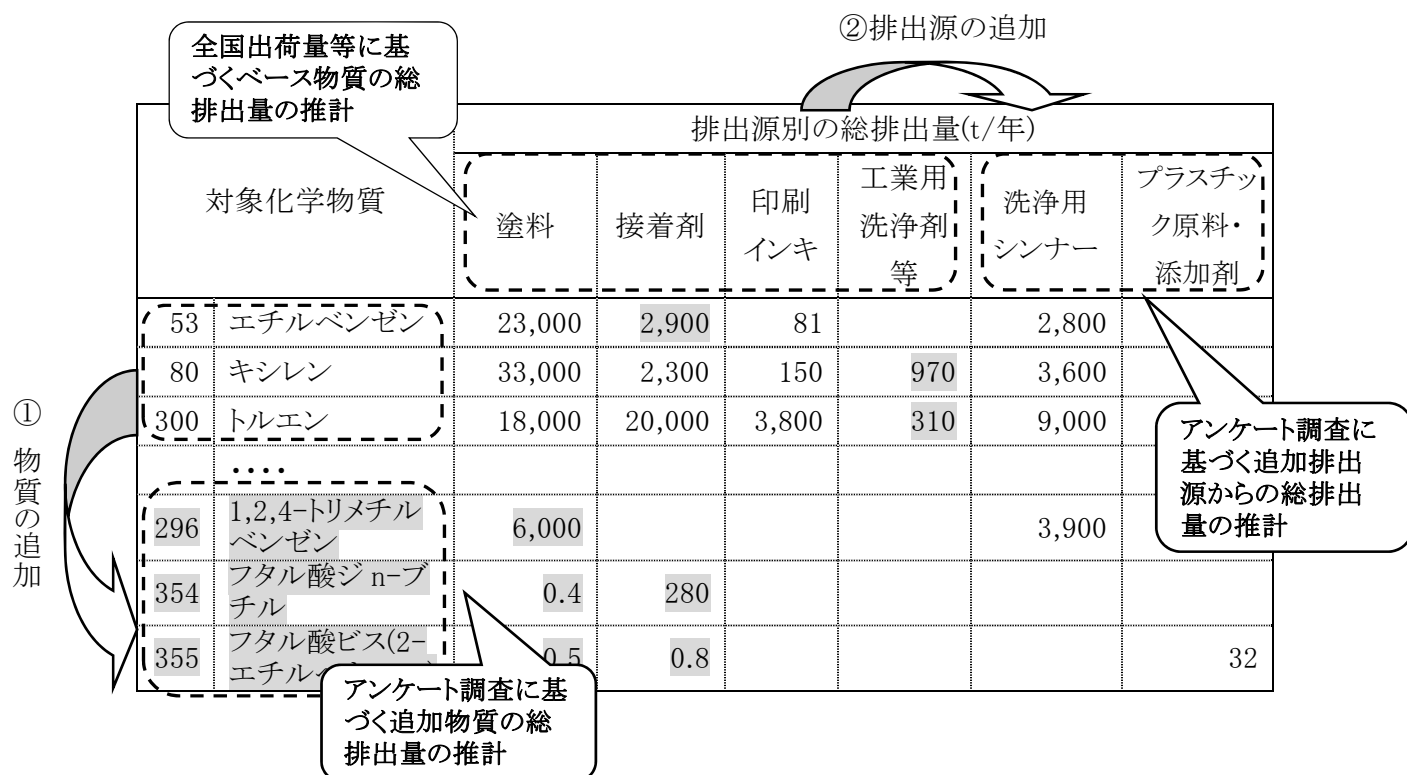 ②排出源の追加
全国出荷量等に基
づくベース物質の総
排出量の推計
排出源別の総排出量(t/年)
対象化学物質
塗料
接着剤
印刷
インキ
工業用
洗浄剤
等
洗浄用
シンナー
プラスチッ
ク原料・
添加剤
53 エチルベンゼン 23,000 2,900 81 2,800
80 キシレン 33,000 2,300 150 970 3,600
300 トルエン 18,000 20,000 3,800 310 9,000
････
296 1,2,4-トリメチル
ベンゼン 6,000 3,900
354 フタル酸ジ n-ブ
チル 0.4 280
355 フタル酸ビス(2-
エチル 0.5 0.8 32
① 物質の追加
アンケート調査に
基づく追加排出
源からの総排出
量の推計
アンケート調査に基
づく追加物質の総
排出量の推計